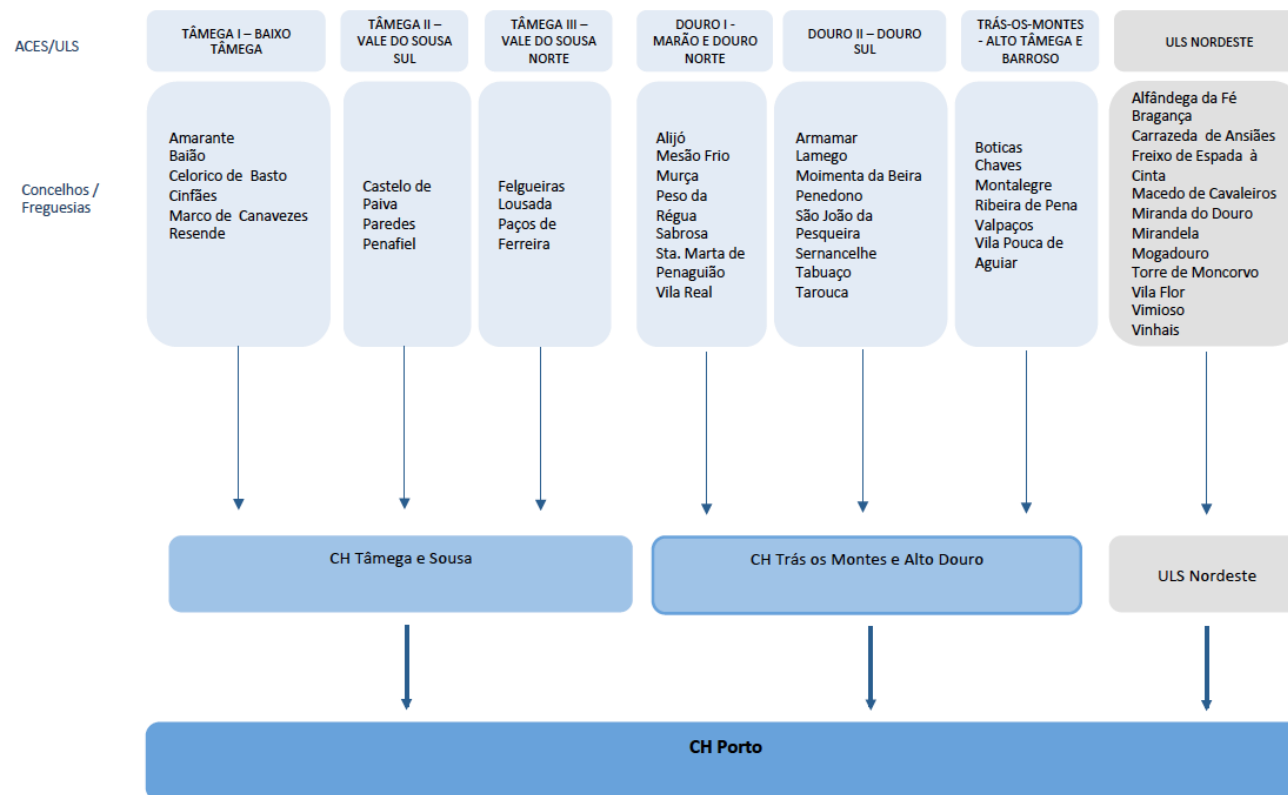 ACES/ULS
TÂMEGA I – BAIXO
TÂMEGA
TÂMEGA II –
VALE DO SOUSA
SUL
TÂMEGA III –
VALE DO SOUSA
NORTE
DOURO I -
MARÃO E DOURO
NORTE
DOURO II – DOURO
SUL
TRÁS-OS-MONTES
- ALTO TÂMEGA E
BARROSO
ULS NORDESTE
Concelhos /
Freguesias
Amarante
Baião
Celorico de Basto
Cinfães
Marco de Canavezes
Resende
Castelo de
Paiva
Paredes
Penafiel
Felgueiras
Lousada
Paços de
Ferreira
Alijó
Mesão Frio
Murça
Peso da
Régua
Sabrosa
Sta. Marta de
Penaguião
Vila Real
Armamar
Lamego
Moimenta da Beira
Penedono
São João da
Pesqueira
Sernancelhe
Tabuaço
Tarouca
Boticas
Chaves
Montalegre
Ribeira de Pena
Valpaços
Vila Pouca de
Aguiar
Alfândega da Fé
Bragança
Carrazeda de Ansiães
Freixo de Espada à
Cinta
Macedo de Cavaleiros
Miranda do Douro
Mirandela
Mogadouro
Torre de Moncorvo
Vila Flor
Vimioso
Vinhais
CH Tâmega e Sousa
CH Trás os Montes e Alto Douro
ULS Nordeste
CH Porto